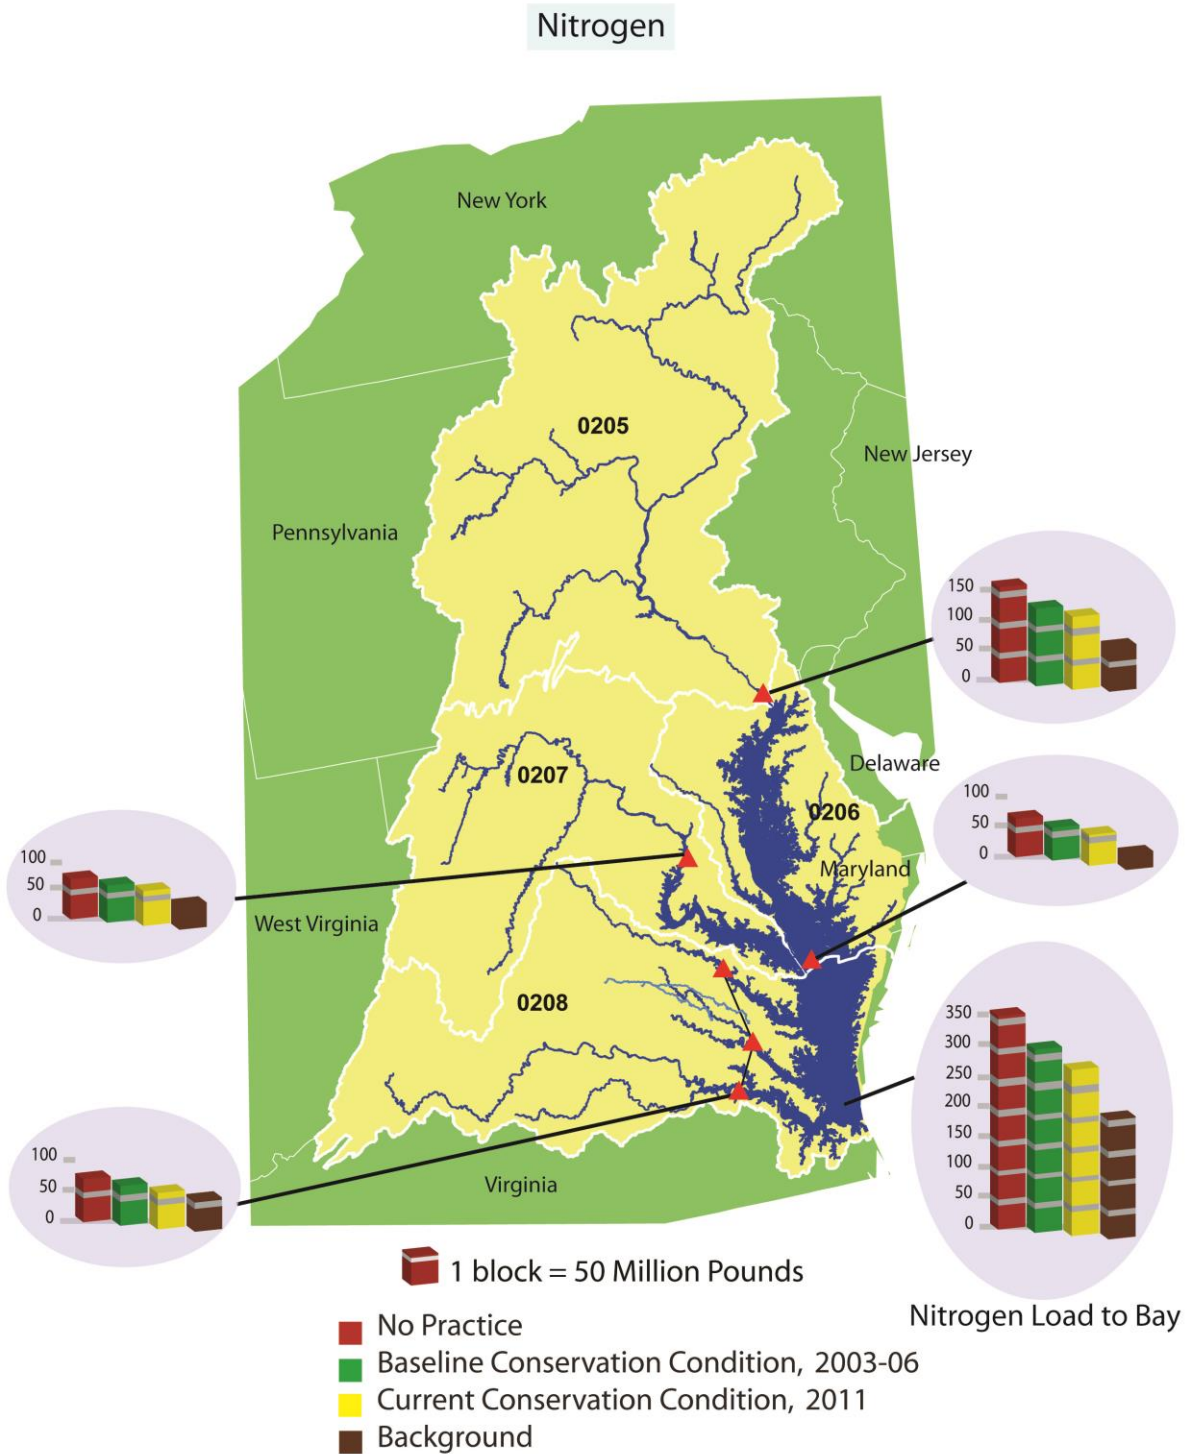 Nitrogen
New York
0205
New Jersey
Pennsylvania
150
100
50
0
Delaware
0207
0206
Maryland
100
50
0
100
50
0
West Virginia
0208
350
300
250
200
150
100
50
0
100
50
0
Virginia
1 block = 50 Million Pounds
Nitrogen Load to Bay
No Practice
Baseline Conservation Condition, 2003-06
Current Conservation Condition, 2011
Background